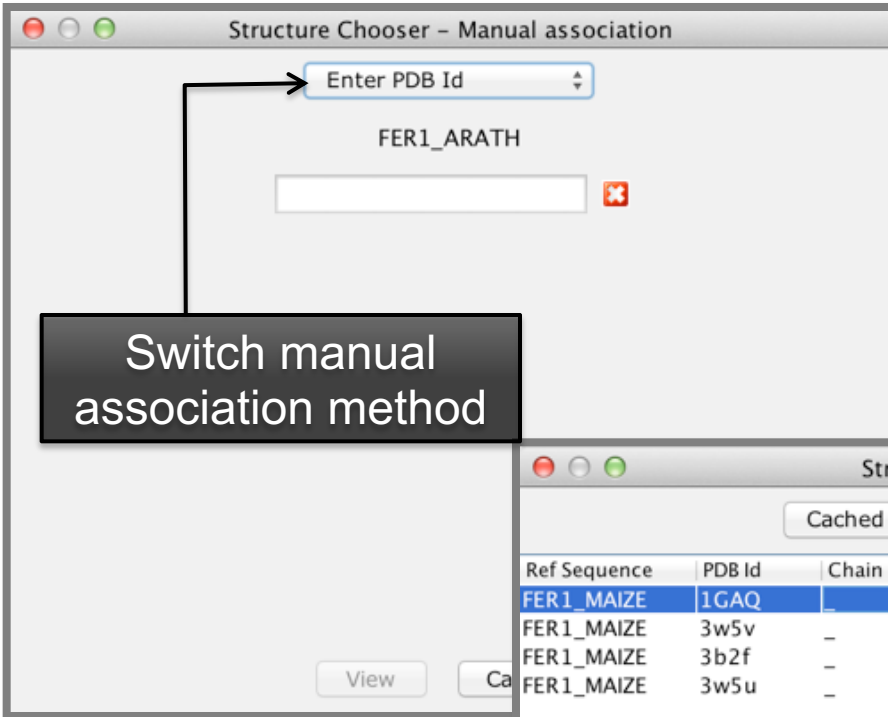 Structure Chooser – Manual association
Enter PDB Id
FER1_ARATH
Switch manual
association method
View
Cached
Ref Sequence PDB Id Chain
FER1_MAIZE 1GAQ _
FER1_MAIZE 3w5v _
FER1_MAIZE 3b2f _
FER1_MAIZE 3w5u _